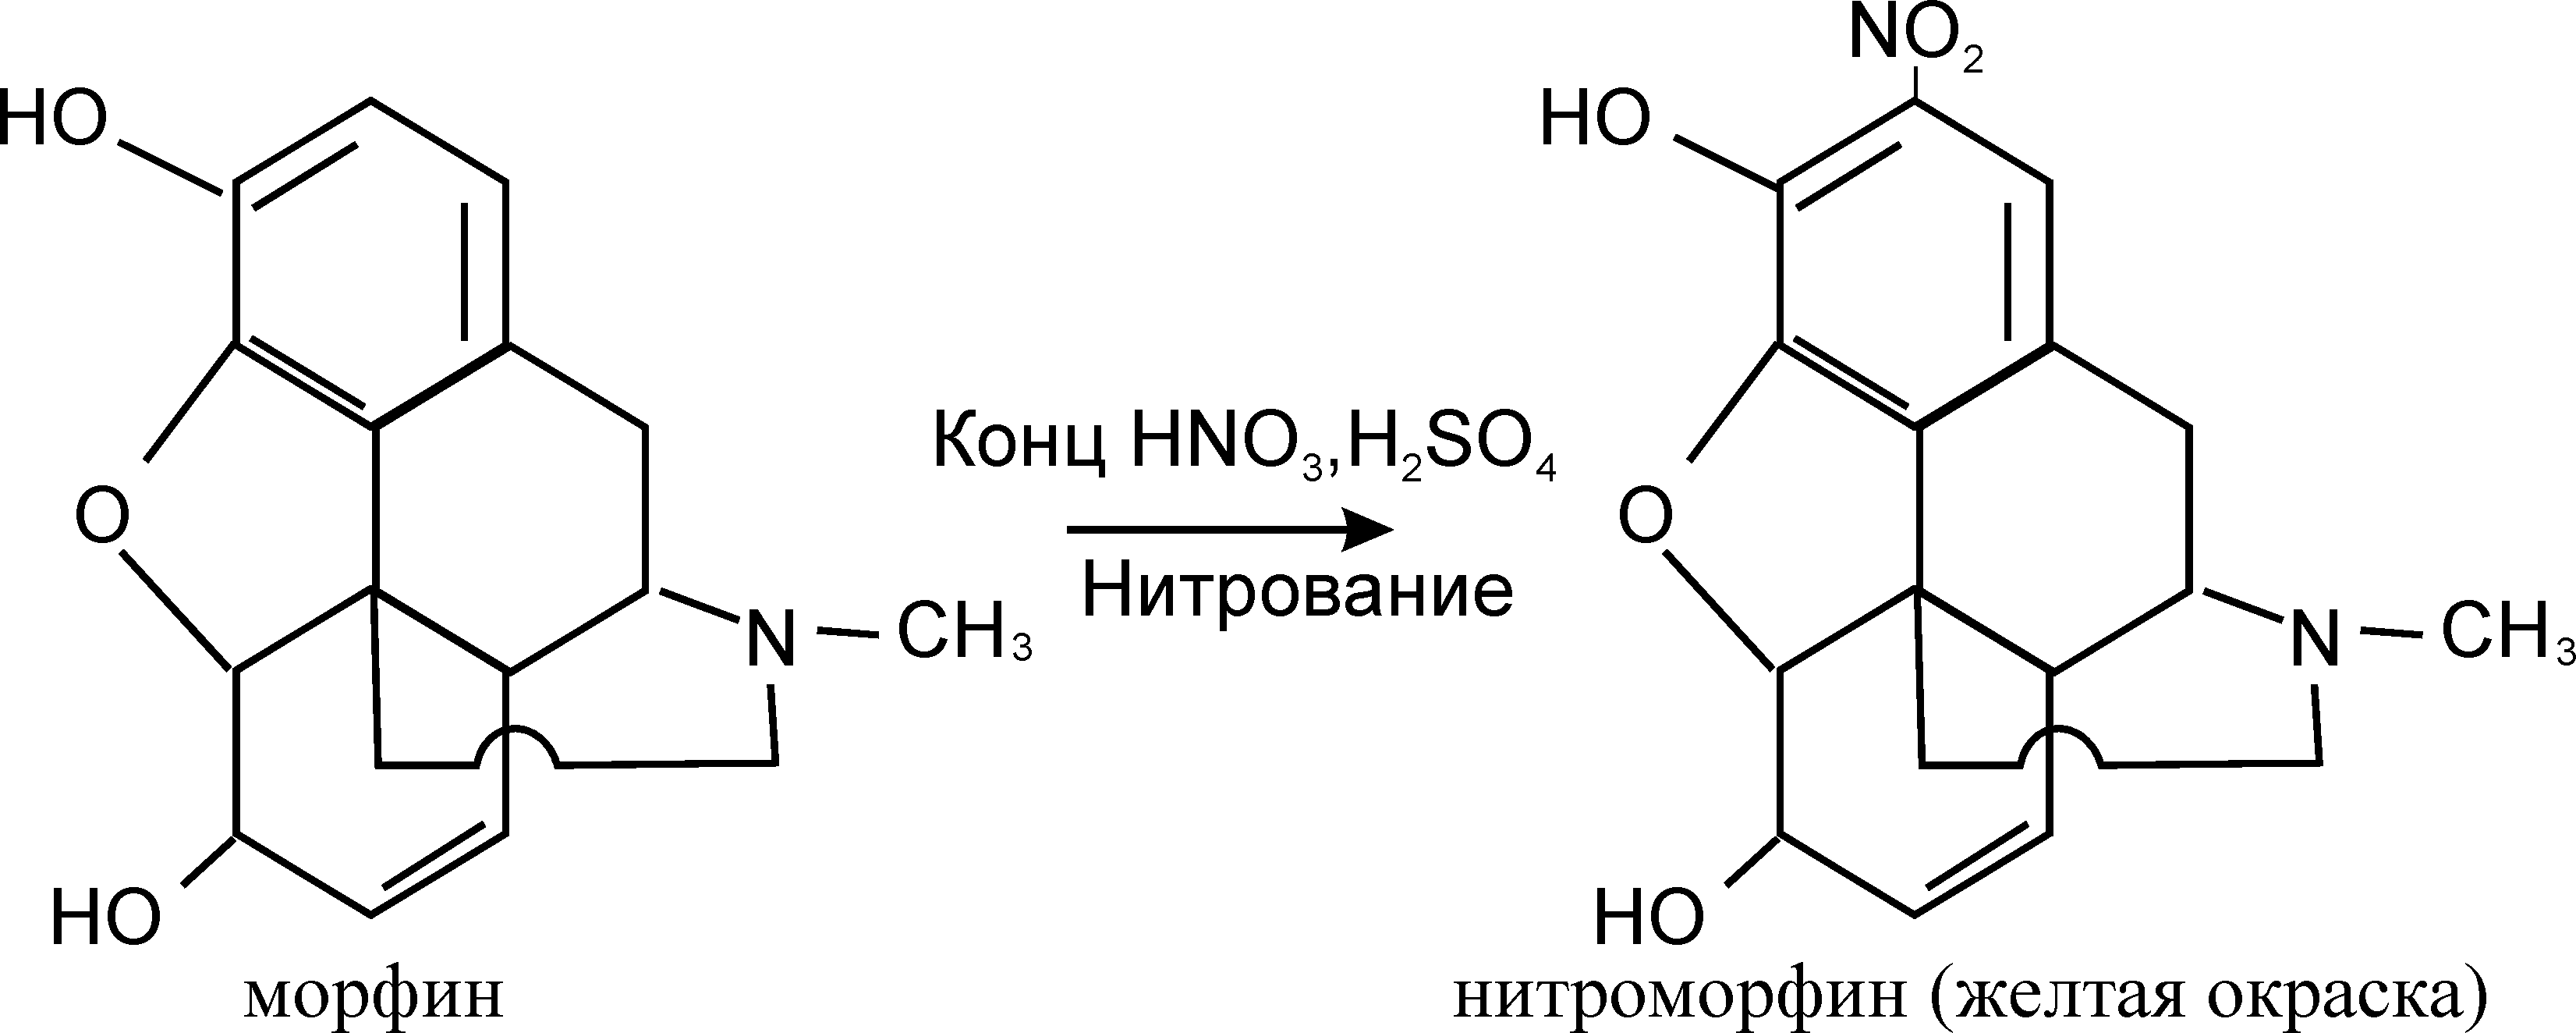 HO
O
HO
N
CH₃
морфин
Конц HNO₃,H₂SO₄
Нитрование
NO₂
HO
O
HO
N
CH₃
нитроморфин (желтая окраска)